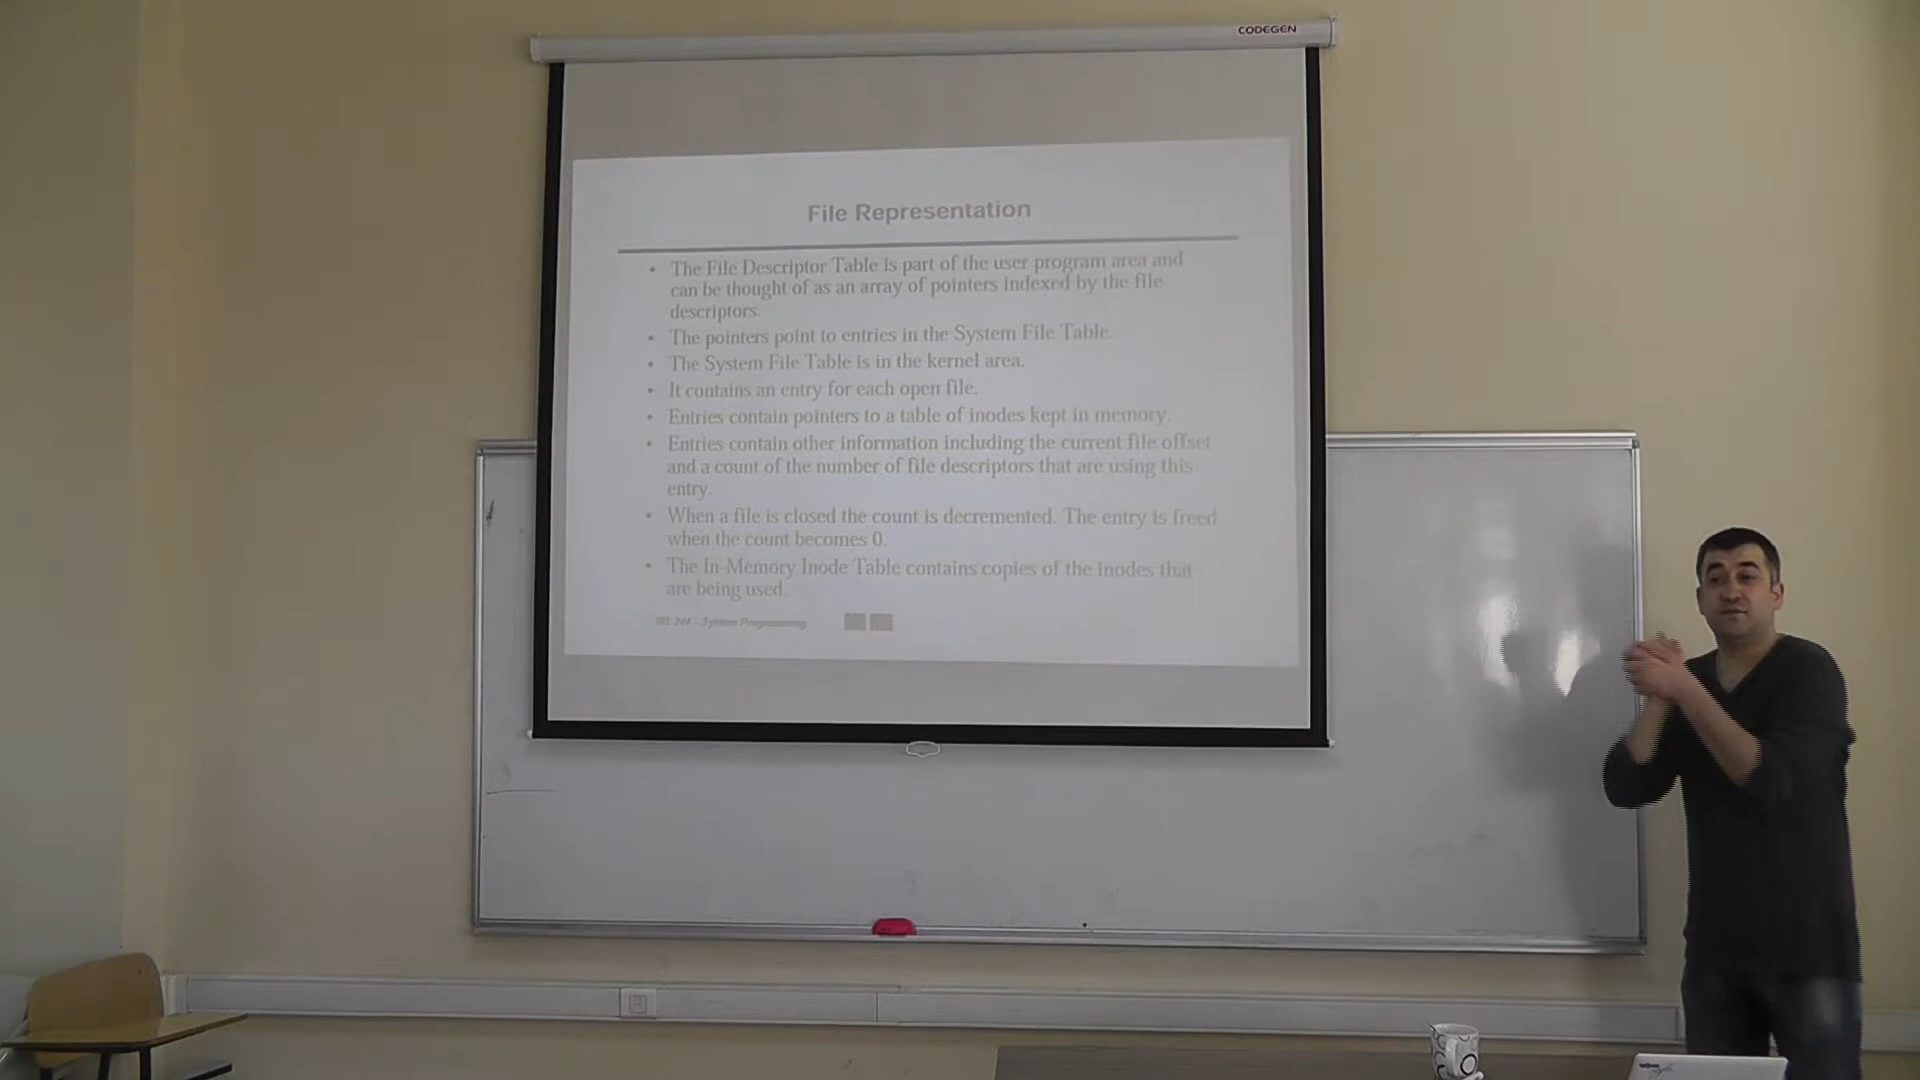 CODEGEN
File Representation
• The File Descriptor Table is part of the user program area and
can be thought of as an array of pointers indexed by the file
descriptors.
• The pointers point to entries in the System File Table.
• The System File Table is in the kernel area.
• It contains an entry for each open file.
• Entries contain pointers to a table of inodes kept in memory.
• Entries contain other information including the current file offset
and a count of the number of file descriptors that are using this
entry.
• When a file is closed the count is decremented. The entry is freed
when the count becomes 0.
• The In-Memory Inode Table contains copies of the inodes that
are being used.
244 - System Programming